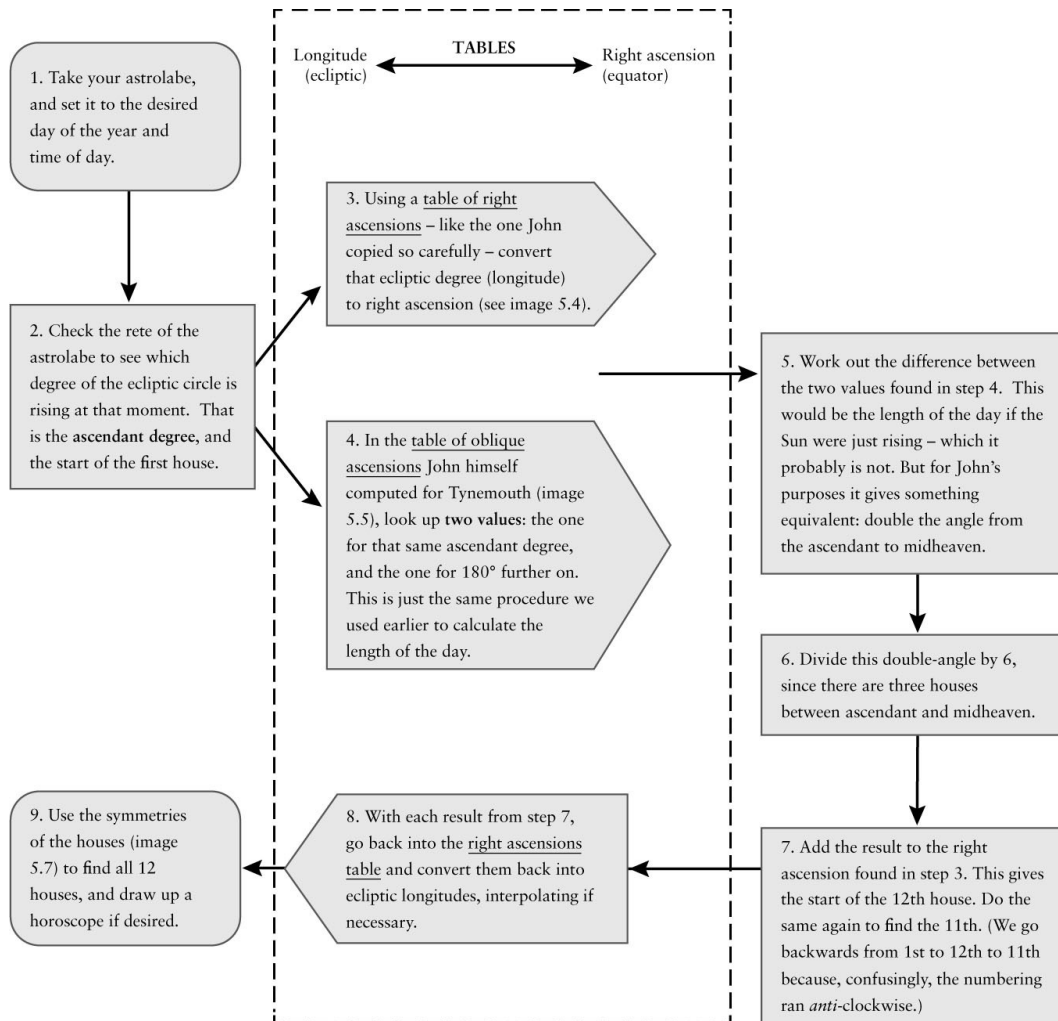 Longitude
(ecliptic)
TABLES
Right ascension
(equator)
1. Take your astrolabe,
and set it to the desired
day of the year and
time of day.
2. Check the rete of the
astrolabe to see which
degree of the ecliptic circle is
rising at that moment.  That
is the ascendant degree, and
the start of the first house.
3. Using a table of right
ascensions – like the one John
copied so carefully – convert
that ecliptic degree (longitude)
to right ascension (see image 5.4).
4. In the table of oblique
ascensions John himself
computed for Tynemouth (image
5.5), look up two values: the one
for that same ascendant degree,
and the one for 180° further on.
This is just the same procedure we
used earlier to calculate the
length of the day.
5. Work out the difference between
the two values found in step 4.  This
would be the length of the day if the
Sun were just rising – which it
probably is not. But for John’s
purposes it gives something
equivalent: double the angle from
the ascendant to midheaven.
6. Divide this double-angle by 6,
since there are three houses
between ascendant and midheaven.
7. Add the result to the right
ascension found in step 3. This gives
the start of the 12th house. Do the
same again to find the 11th. (We go
backwards from 1st to 12th to 11th
because, confusingly, the numbering
ran anti-clockwise.)
8. With each result from step 7,
go back into the right ascensions
table and convert them back into
ecliptic longitudes, interpolating if
necessary.
9. Use the symmetries
of the houses (image
5.7) to find all 12
houses, and draw up a
horoscope if desired.